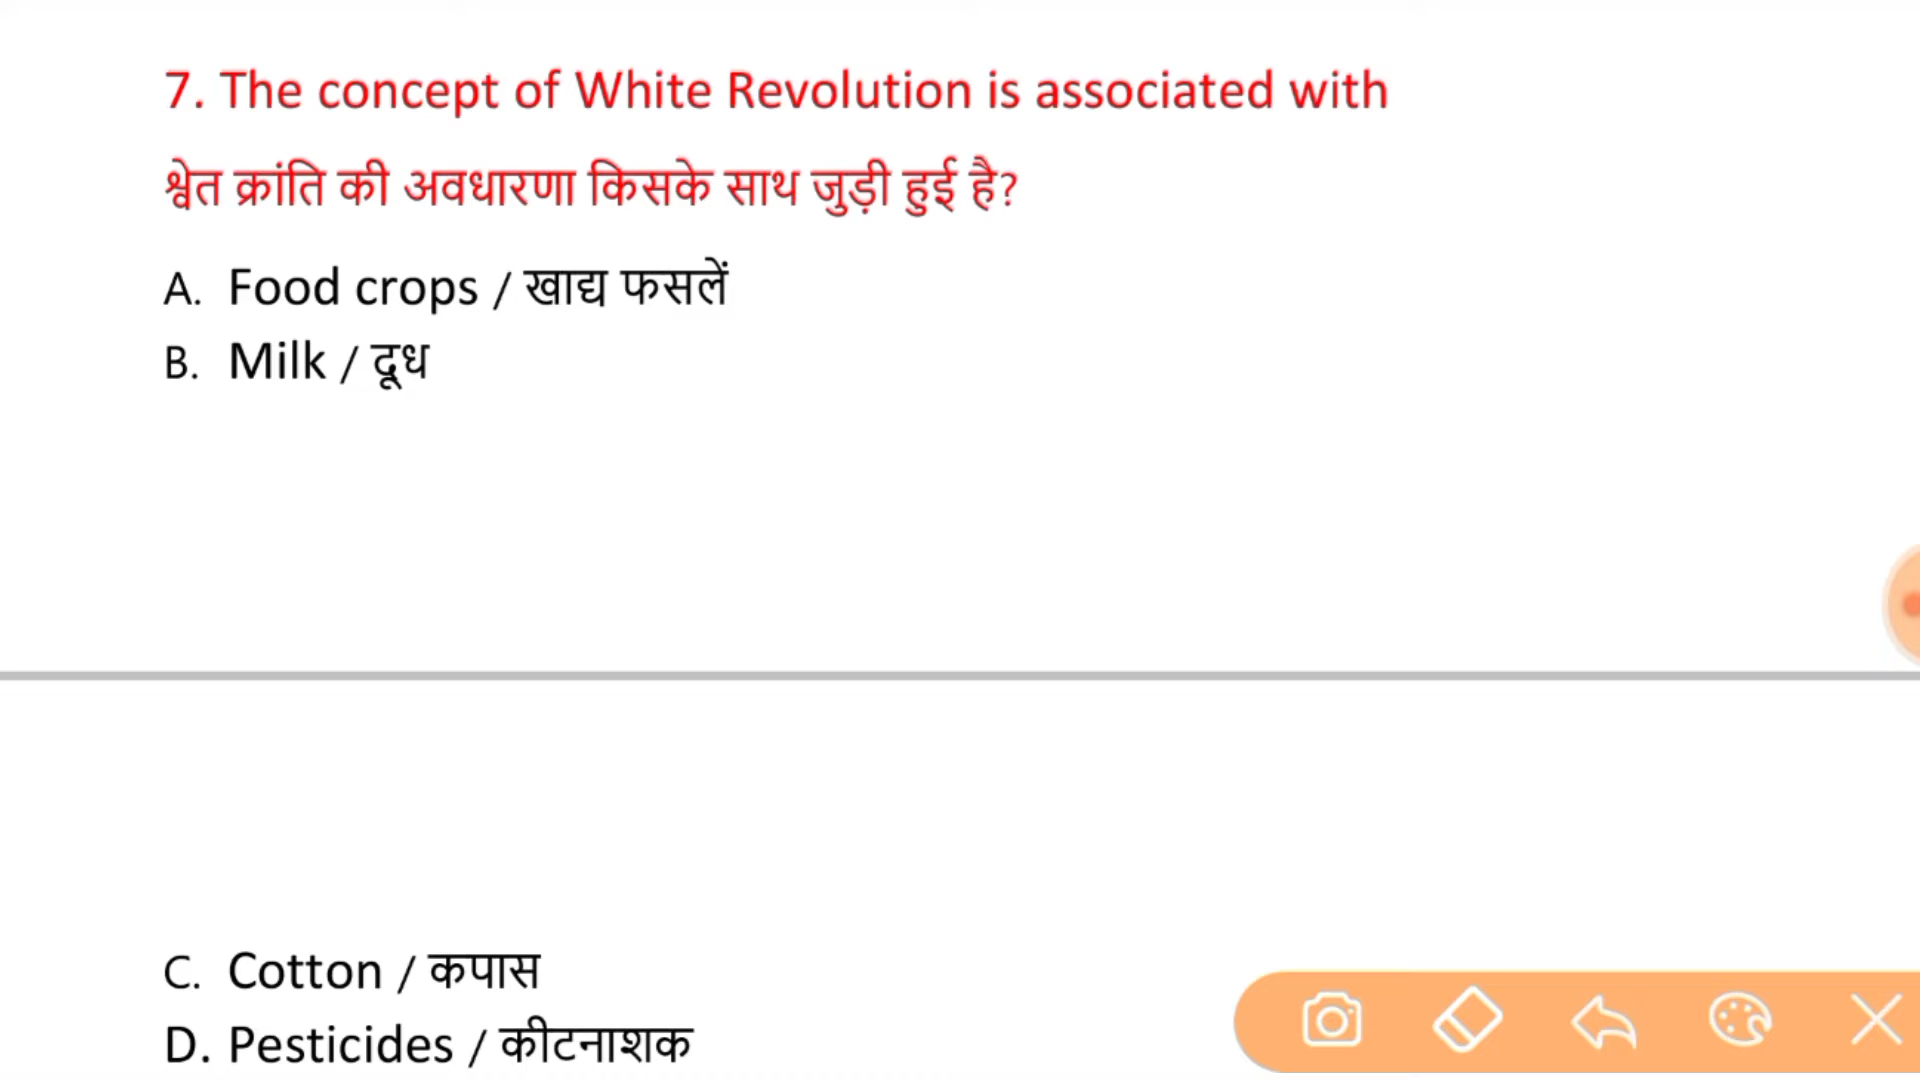 7. The concept of White Revolution is associated with
श्वेत क्रांति की अवधारणा किसके साथ जुड़ी हुई है?
A. Food crops / खाद्य फसलें
B. Milk / दूध
C. Cotton / कपास
D. Pesticides / कीटनाशक